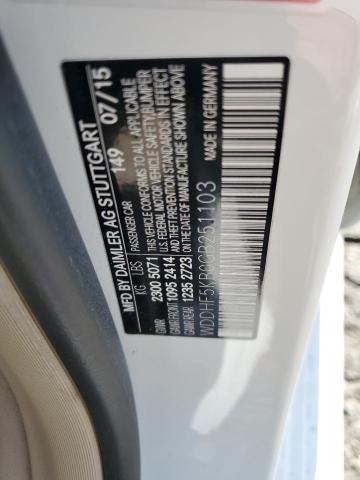 MFD BY DAIMLER AG STUTTGART
149 07/15
PASSENGER CAR
KG LBS
GVWR 2300 5071
GAWR FRONT 1095 2414
GAWR REAR 1235 2723
THIS VEHICLE CONFORMS TO ALL APPLICABLE
U.S. FEDERAL MOTOR VEHICLE SAFETY, BUMPER
AND THEFT PREVENTION STANDARDS IN EFFECT
ON THE DATE OF MANUFACTURE SHOWN ABOVE
MADE IN GERMANY
WDDHF5KB0GB251103